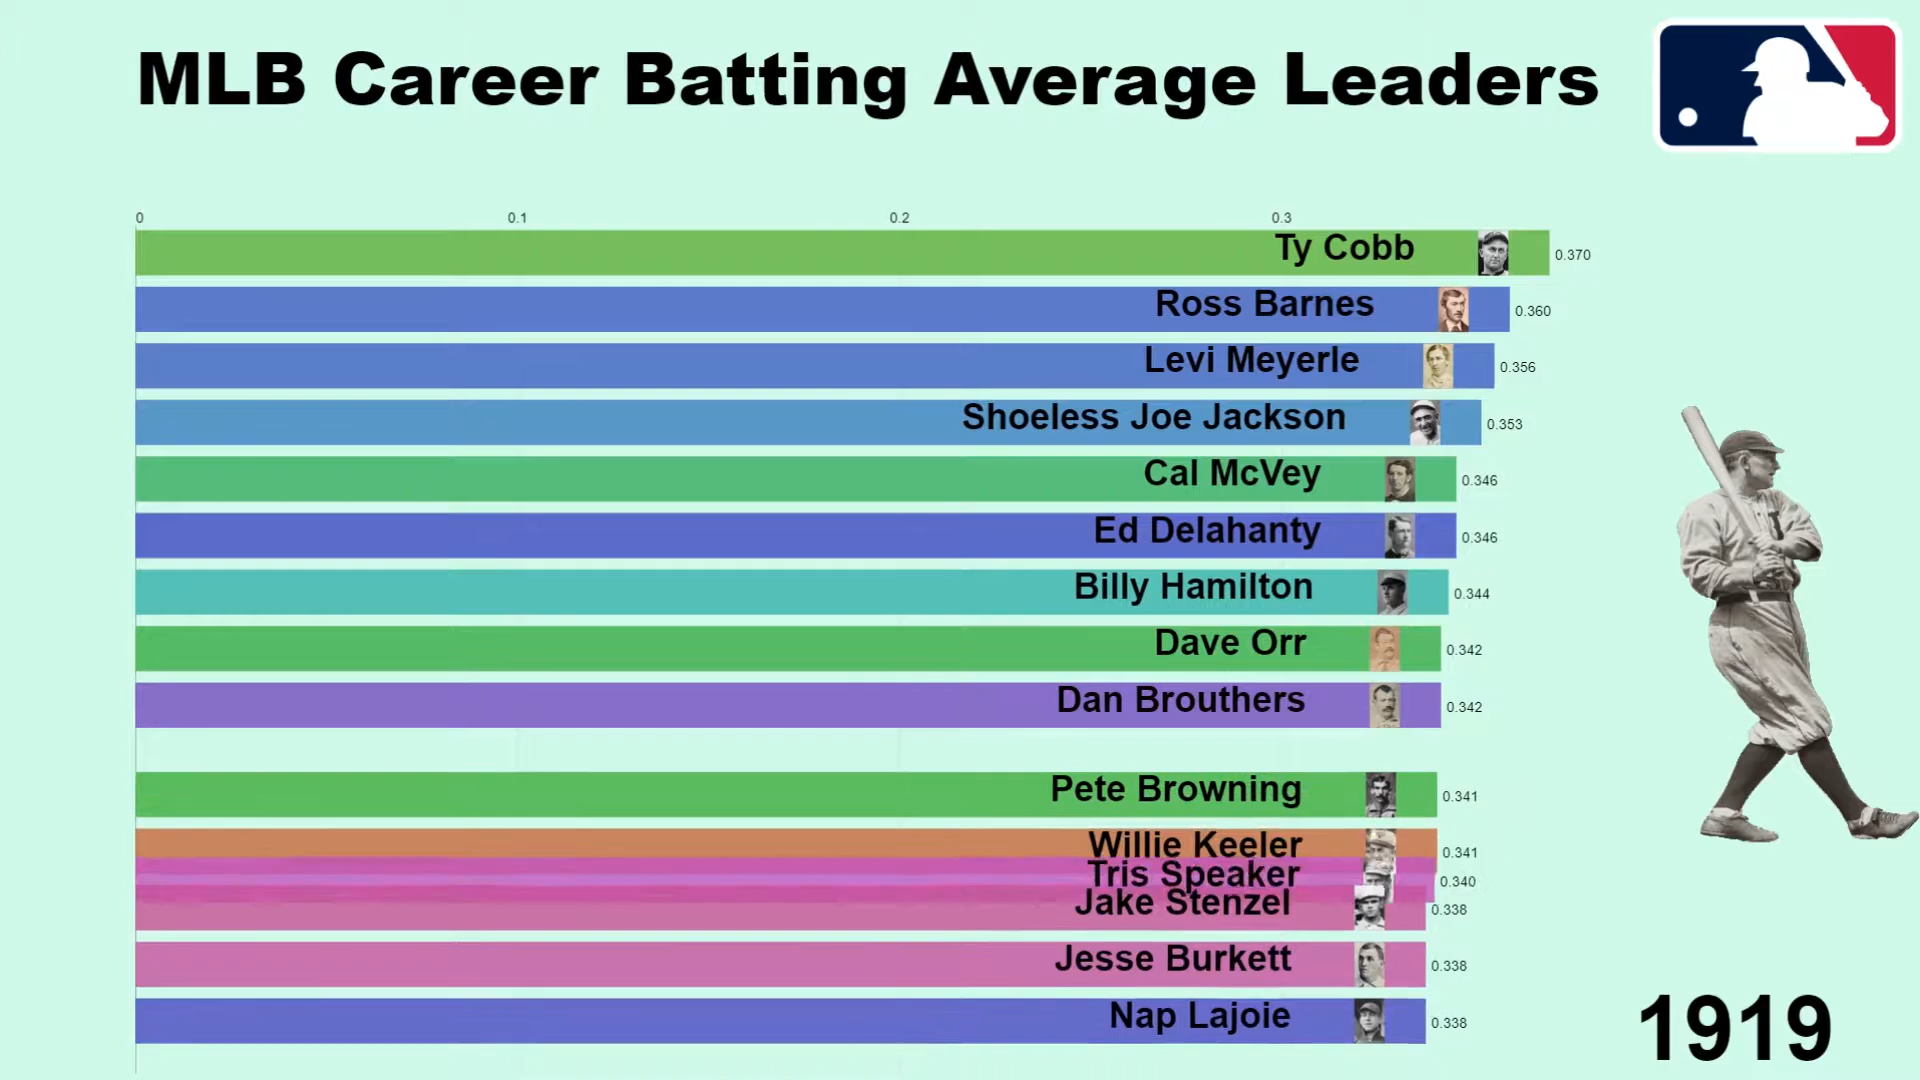 MLB Career Batting Average Leaders
0 0.1 0.2 0.3
Ty Cobb 0.370
Ross Barnes 0.360
Levi Meyerle 0.356
Shoeless Joe Jackson 0.353
Cal McVey 0.346
Ed Delahanty 0.346
Billy Hamilton 0.344
Dave Orr 0.342
Dan Brouthers 0.342
Pete Browning 0.341
Willie Keeler 0.341
Tris Speaker 0.340
Jake Stenzel 0.338
Jesse Burkett 0.338
Nap Lajoie 0.338
1919